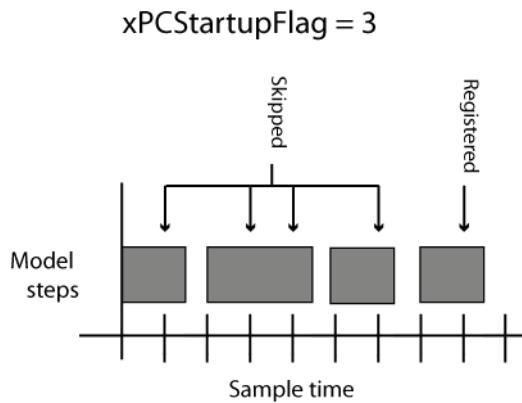 xPCStartupFlag = 3
Skipped
Registered
Model
steps
Sample time